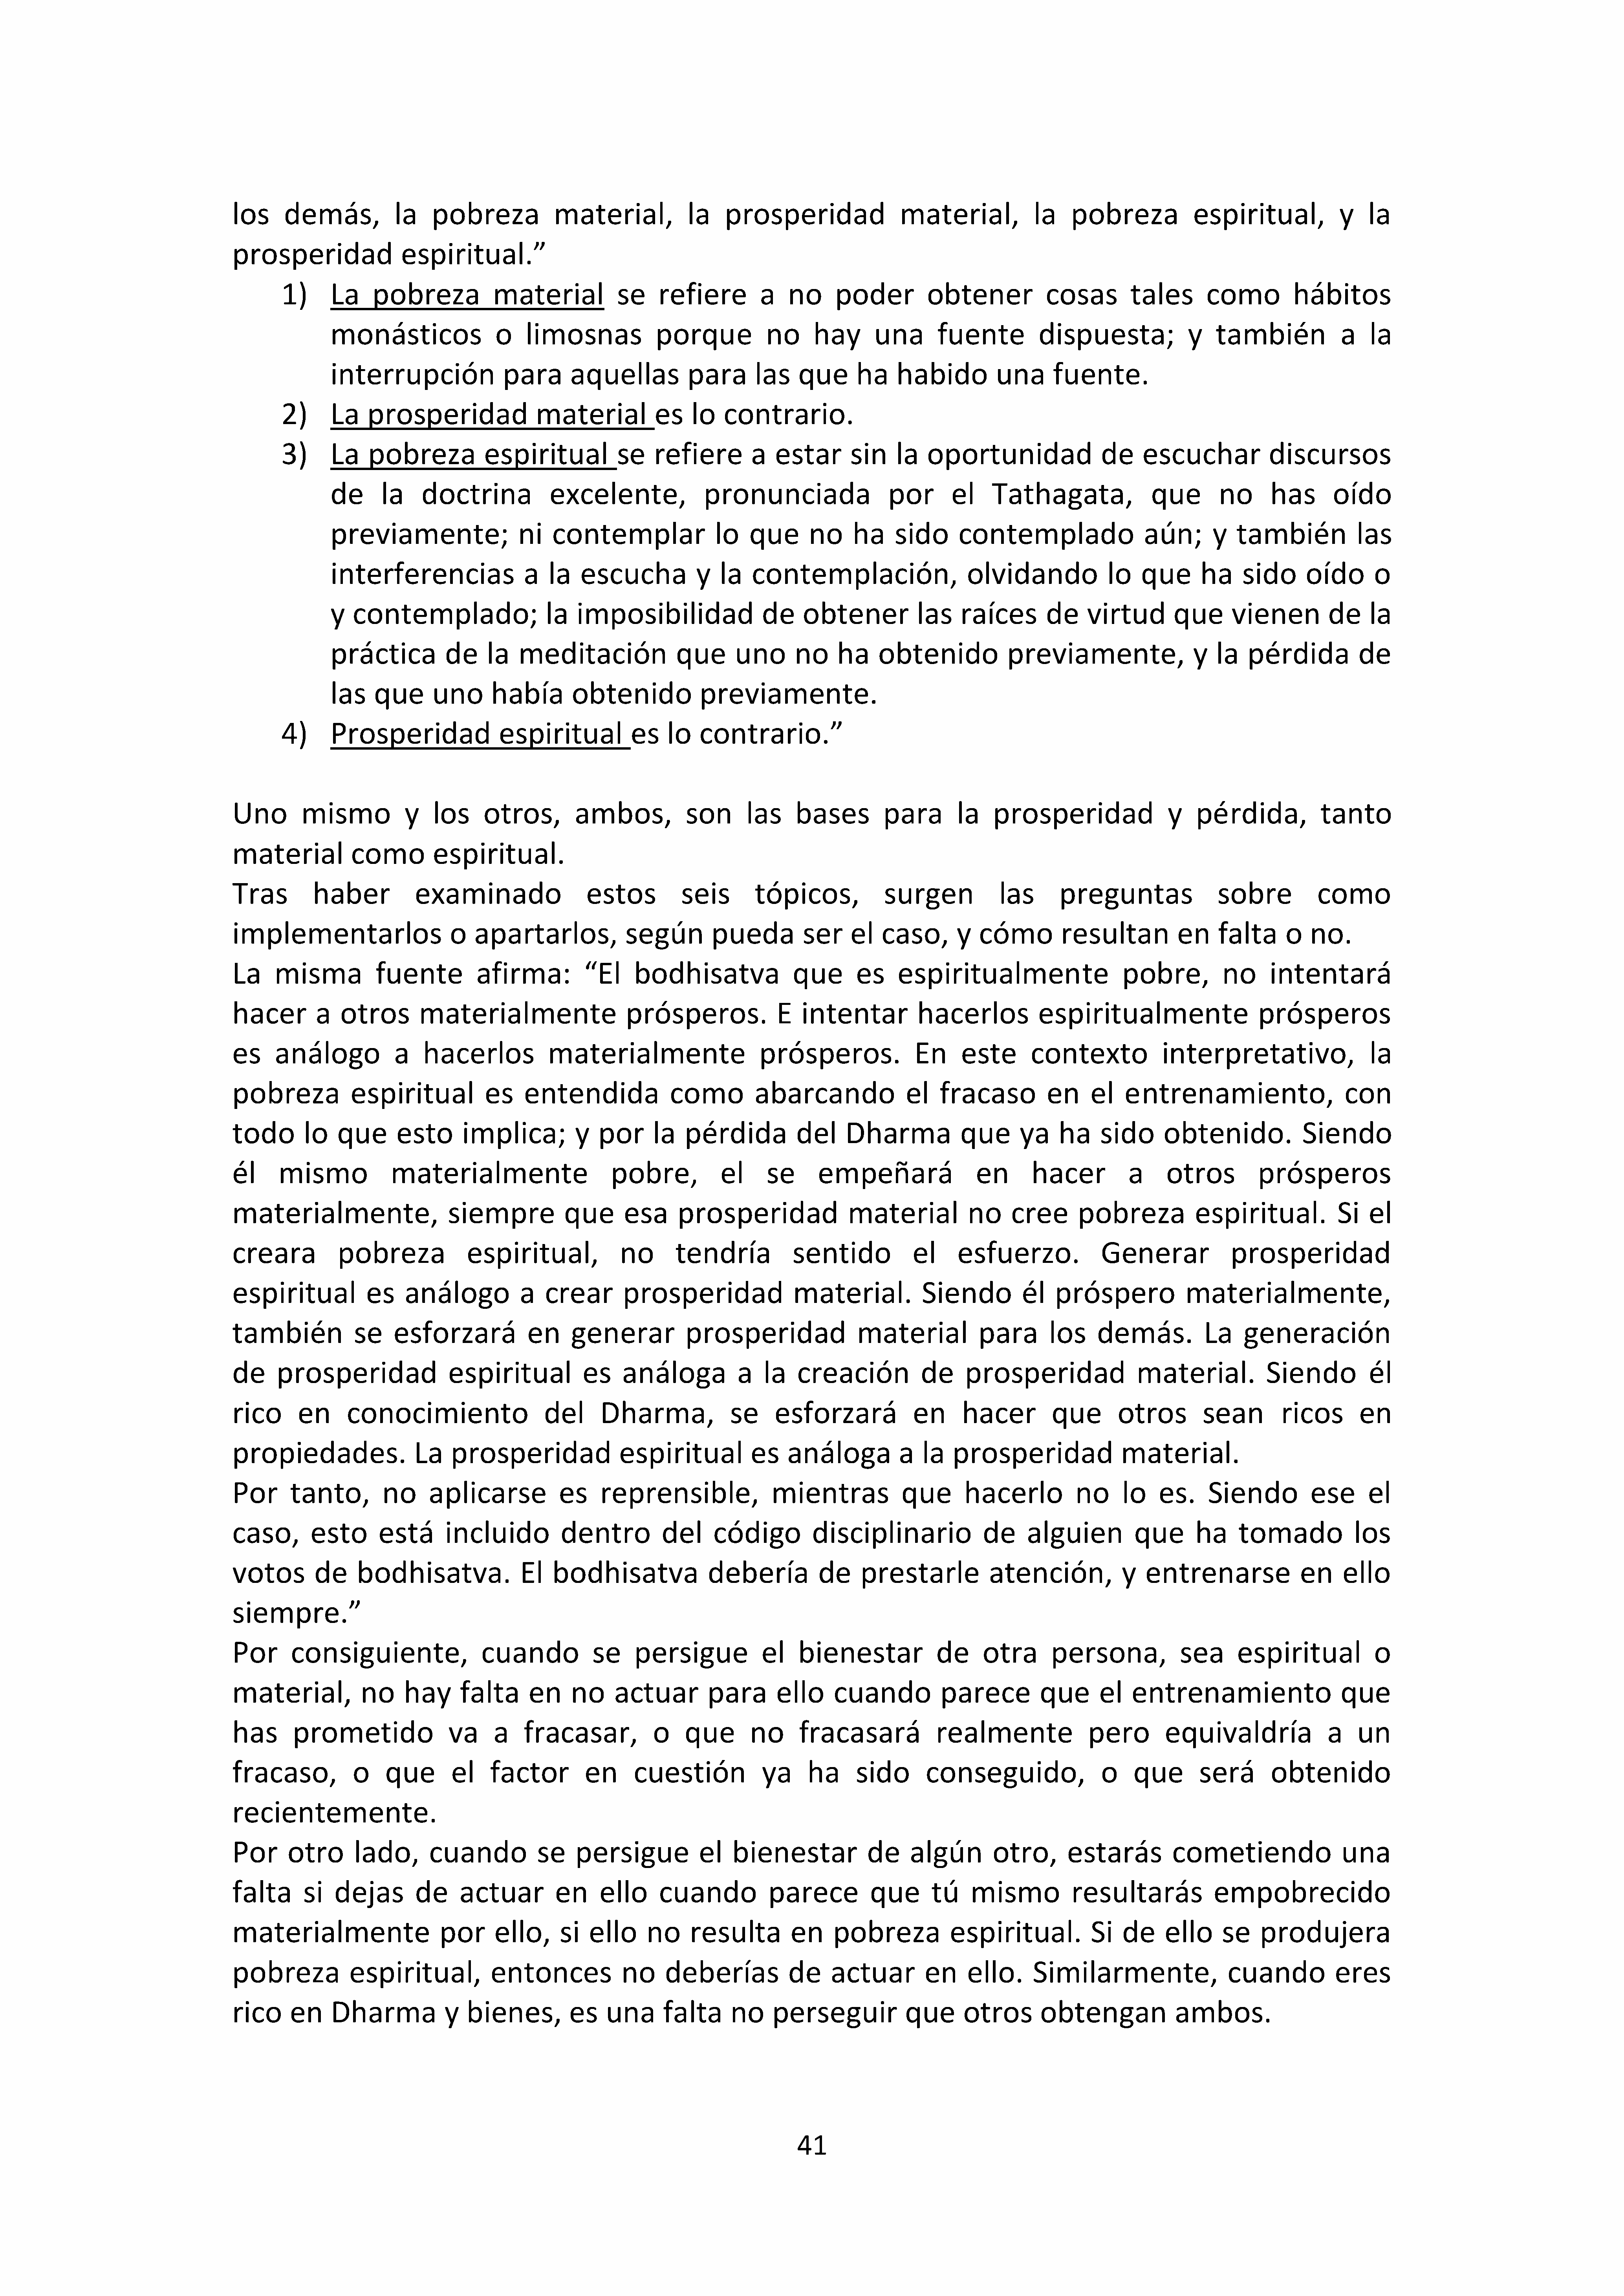 los demás, la pobreza material, la prosperidad material, la pobreza espiritual, y la
prosperidad espiritual.”
1) La pobreza material se refiere a no poder obtener cosas tales como hábitos
monásticos o limosnas porque no hay una fuente dispuesta; y también a la
interrupción para aquellas para las que ha habido una fuente.
2) La prosperidad material es lo contrario.
3) La pobreza espiritual se refiere a estar sin la oportunidad de escuchar discursos
de la doctrina excelente, pronunciada por el Tathagata, que no has oído
previamente; ni contemplar lo que no ha sido contemplado aún; y también las
interferencias a la escucha y la contemplación, olvidando lo que ha sido oído o
y contemplado; la imposibilidad de obtener las raíces de virtud que vienen de la
práctica de la meditación que uno no ha obtenido previamente, y la pérdida de
las que uno había obtenido previamente.
4) Prosperidad espiritual es lo contrario.”
Uno mismo y los otros, ambos, son las bases para la prosperidad y pérdida, tanto
material como espiritual.
Tras haber examinado estos seis tópicos, surgen las preguntas sobre como
implementarlos o apartarlos, según pueda ser el caso, y cómo resultan en falta o no.
La misma fuente afirma: “El bodhisatva que es espiritualmente pobre, no intentará
hacer a otros materialmente prósperos. E intentar hacerlos espiritualmente prósperos
es análogo a hacerlos materialmente prósperos. En este contexto interpretativo, la
pobreza espiritual es entendida como abarcando el fracaso en el entrenamiento, con
todo lo que esto implica; y por la pérdida del Dharma que ya ha sido obtenido. Siendo
él mismo materialmente pobre, el se empeñará en hacer a otros prósperos
materialmente, siempre que esa prosperidad material no cree pobreza espiritual. Si el
creara pobreza espiritual, no tendría sentido el esfuerzo. Generar prosperidad
espiritual es análogo a crear prosperidad material. Siendo él próspero materialmente,
también se esforzará en generar prosperidad material para los demás. La generación
de prosperidad espiritual es análoga a la creación de prosperidad material. Siendo él
rico en conocimiento del Dharma, se esforzará en hacer que otros sean ricos en
propiedades. La prosperidad espiritual es análoga a la prosperidad material.
Por tanto, no aplicarse es reprensible, mientras que hacerlo no lo es. Siendo ese el
caso, esto está incluido dentro del código disciplinario de alguien que ha tomado los
votos de bodhisatva. El bodhisatva debería de prestarle atención, y entrenarse en ello
siempre.”
Por consiguiente, cuando se persigue el bienestar de otra persona, sea espiritual o
material, no hay falta en no actuar para ello cuando parece que el entrenamiento que
has prometido va a fracasar, o que no fracasará realmente pero equivaldría a un
fracaso, o que el factor en cuestión ya ha sido conseguido, o que será obtenido
recientemente.
Por otro lado, cuando se persigue el bienestar de algún otro, estarás cometiendo una
falta si dejas de actuar en ello cuando parece que tú mismo resultarás empobrecido
materialmente por ello, si ello no resulta en pobreza espiritual. Si de ello se produjera
pobreza espiritual, entonces no deberías de actuar en ello. Similarmente, cuando eres
rico en Dharma y bienes, es una falta no perseguir que otros obtengan ambos.
41